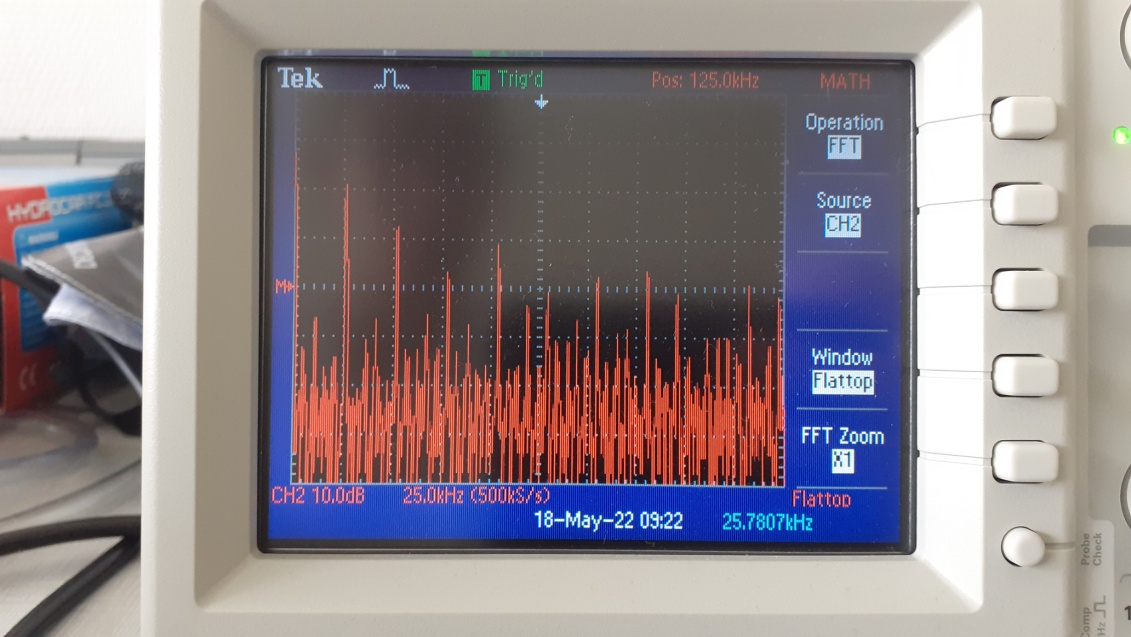 Tek T Trig'd Pos: 125.0kHz MATH
Operation
FFT
Source
CH2
M
Window
Flattop
FFT Zoom
X1
CH2 10.0dB 25.0kHz (500kS/s) Flattop
18-May-22 09:22 25.7807kHz
Probe
Check